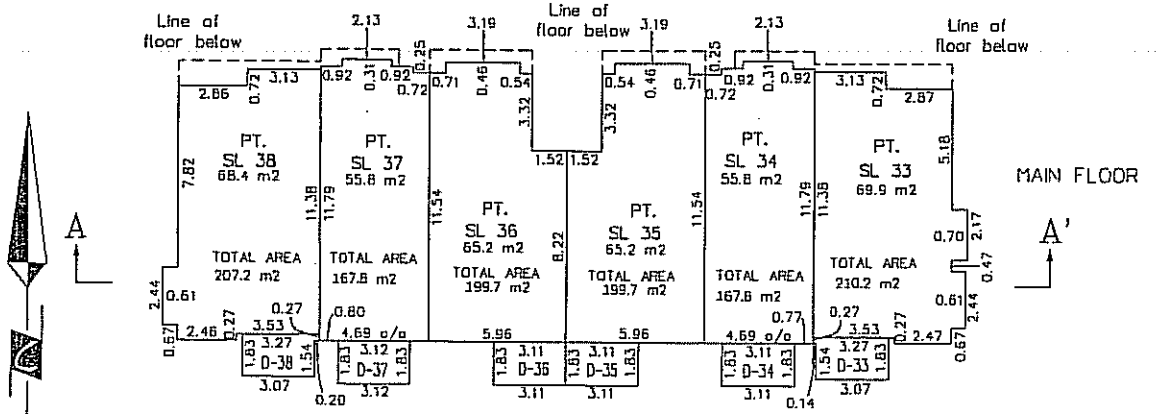 Line of
floor below
2.13
3.19
Line of
floor below
3.19
2.13
Line of
floor below
0.25
0.25
3.13
0.92
0.31
0.92
0.71
0.46
0.54
0.54
0.46
0.71
0.92
0.31
0.92
3.13
2.86
0.72
0.72
3.32
3.32
0.72
0.72
2.87
PT.
SL 38
68.4 m2
PT.
SL 37
55.8 m2
PT.
SL 34
55.8 m2
PT.
SL 33
69.9 m2
7.82
11.38
11.79
11.54
1.52
1.52
11.54
11.79
11.38
5.18
MAIN FLOOR
PT.
SL 36
65.2 m2
PT.
SL 35
65.2 m2
8.22
A
A'
2.17
0.70
0.47
TOTAL AREA
207.2 m2
TOTAL AREA
167.8 m2
TOTAL AREA
199.7 m2
TOTAL AREA
199.7 m2
TOTAL AREA
167.8 m2
TOTAL AREA
210.2 m2
2.44
0.61
0.61
2.44
0.67
2.46
0.27
3.53
0.27
0.80
4.69 o/a
5.96
5.96
4.69 o/a
0.77
0.27
3.53
0.27
2.47
0.67
1.83
3.27
D-38
1.54
3.07
0.20
1.83
3.12
D-37
1.83
3.12
1.83
3.11
D-36
3.11
1.83
3.11
D-35
1.83
3.11
1.83
3.11
D-34
1.83
3.11
0.14
1.54
3.27
D-33
1.83
3.07